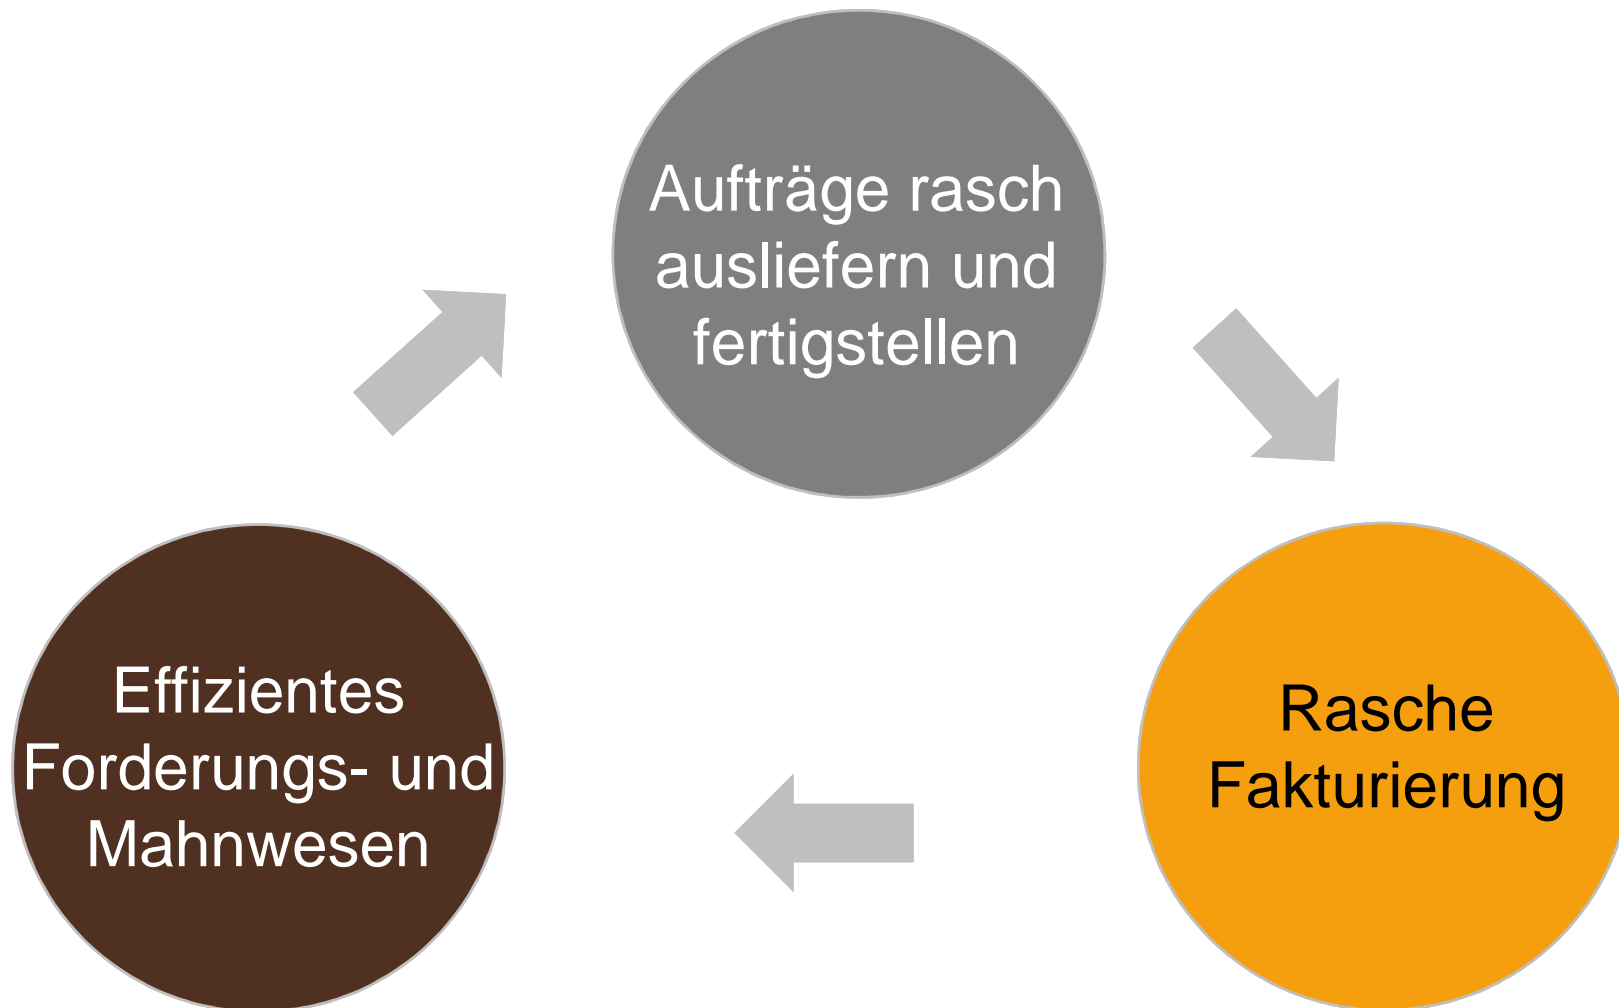 Aufträge rasch
ausliefern und
fertigstellen
Rasche
Fakturierung
Effizientes
Forderungs- und
Mahnwesen